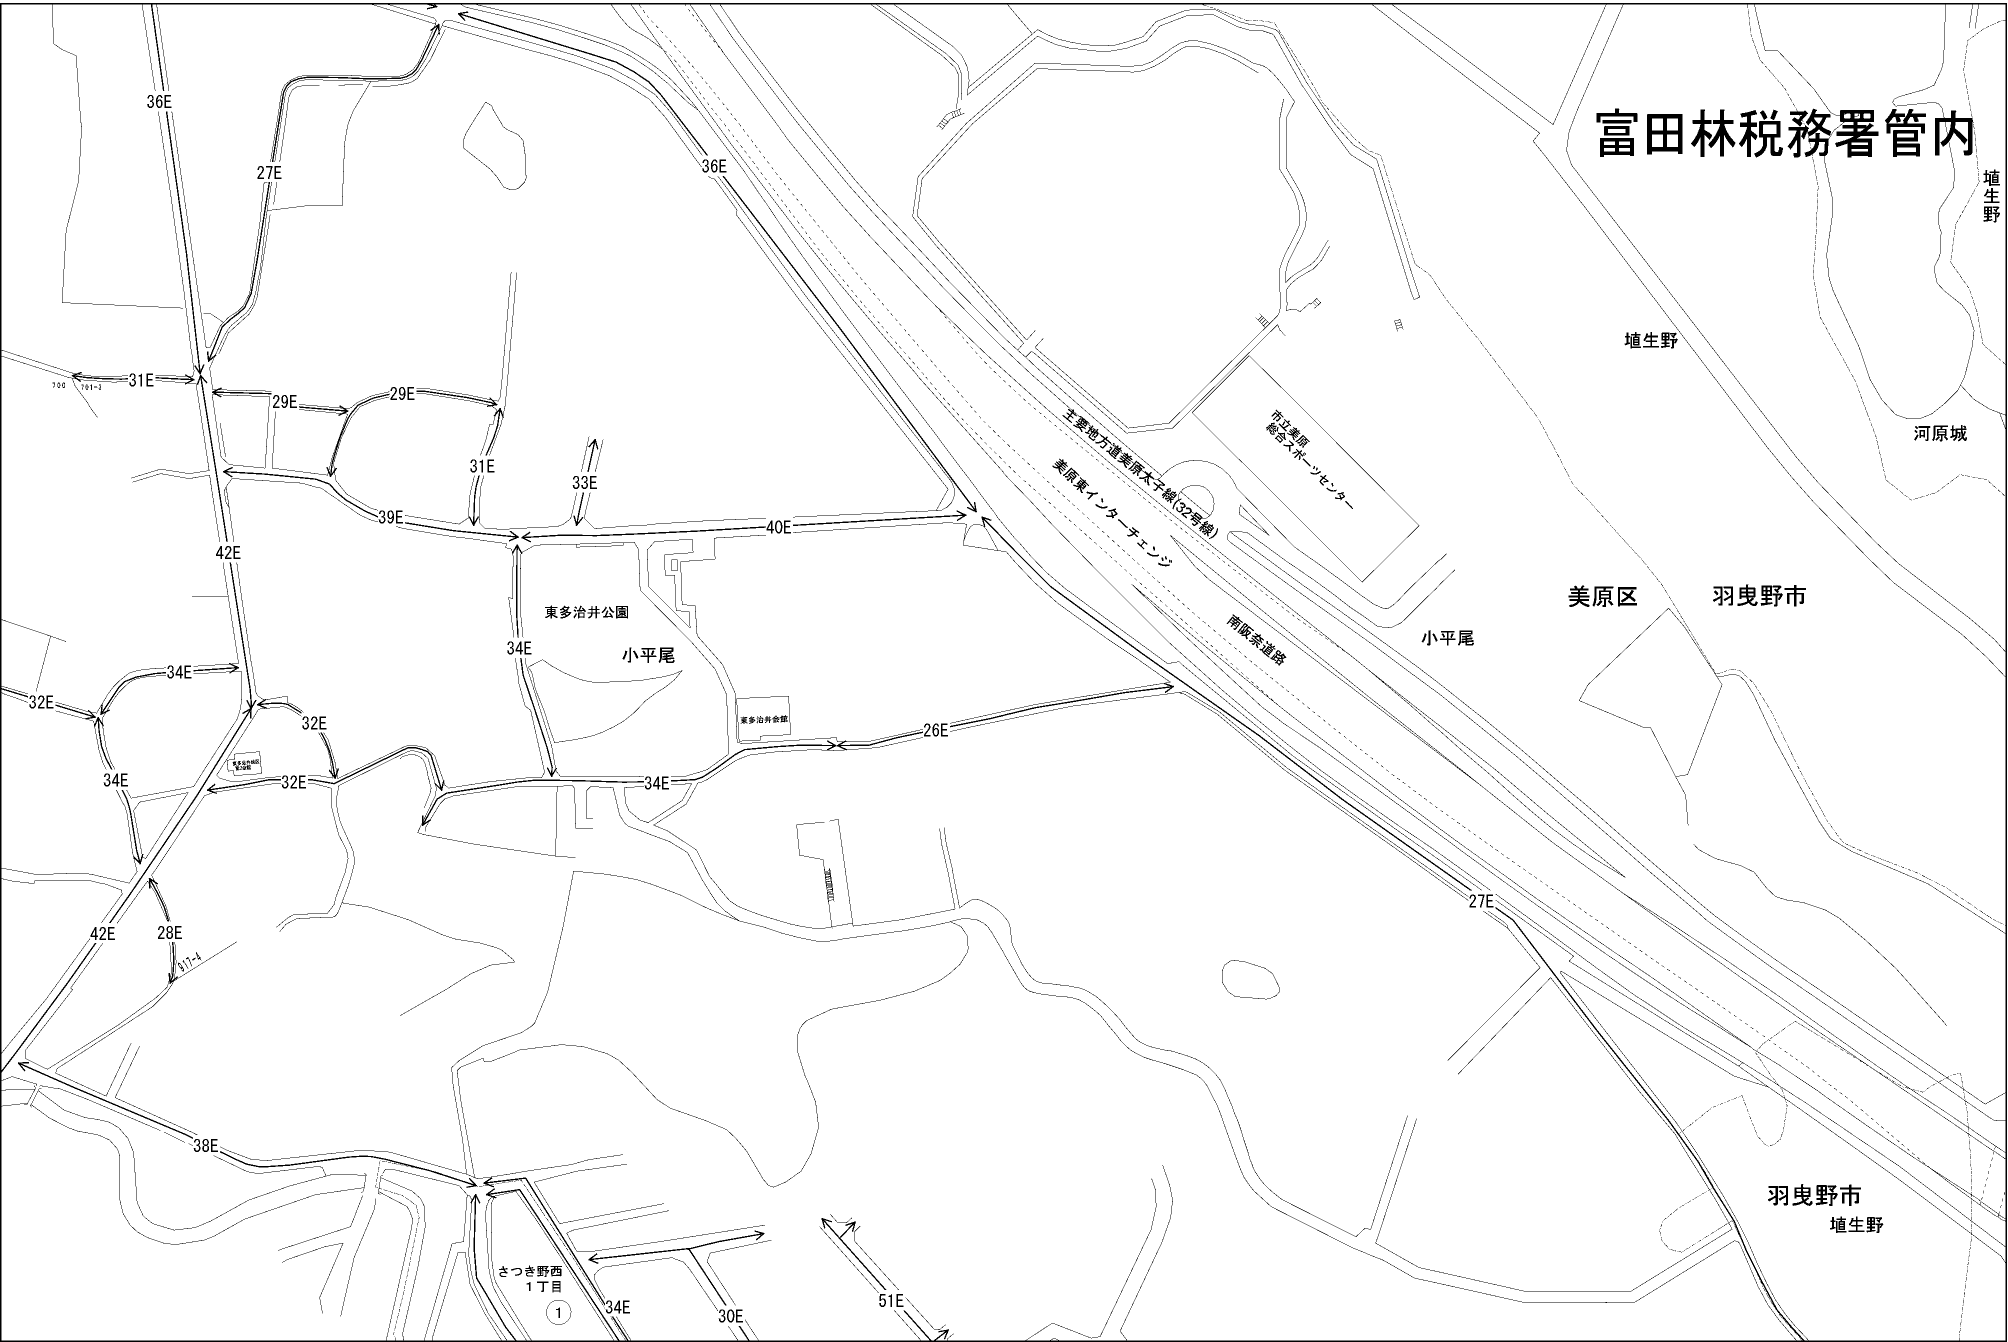 36E
富田林税務署管内
27E
36E
埴生野
埴生野
31E
700
701-3
29E
29E
市立美原
総合スポーツセンター
主要地方道美原太子線(32号線)
河原城
31E
美原東インターチェンジ
33E
39E
40E
42E
美原区
羽曳野市
東多治井公園
南阪奈道路
小平尾
34E
小平尾
34E
32E
32E
東多治井会館
26E
34E
32E
34E
27E
42E
28E
917-4
38E
羽曳野市
埴生野
さつき野西
1丁目
1
34E
30E
51E